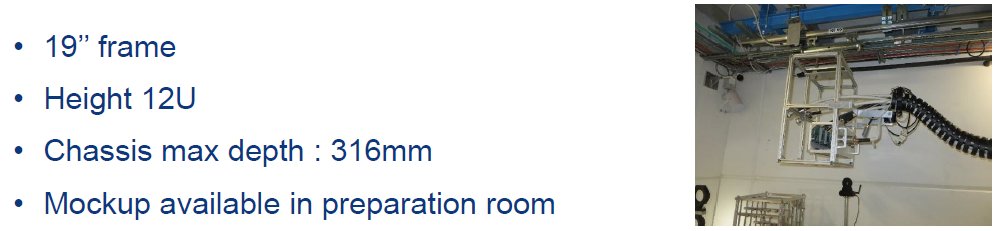 • 19’’ frame
• Height 12U
• Chassis max depth : 316mm
• Mockup available in preparation room